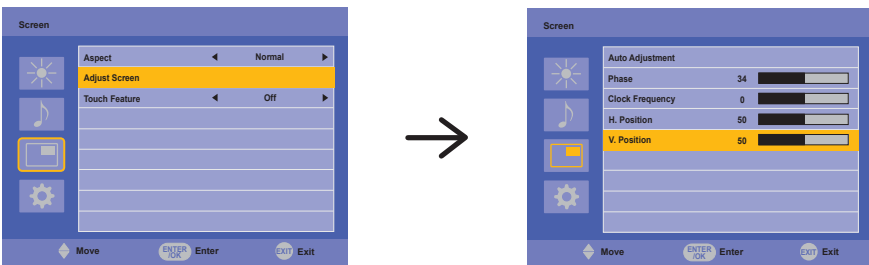 Screen
Aspect Normal
Adjust Screen
Touch Feature Off
Move ENTER/OK Enter EXIT Exit
Screen
Auto Adjustment
Phase 34
Clock Frequency 0
H. Position 50
V. Position 50
Move ENTER/OK Enter EXIT Exit